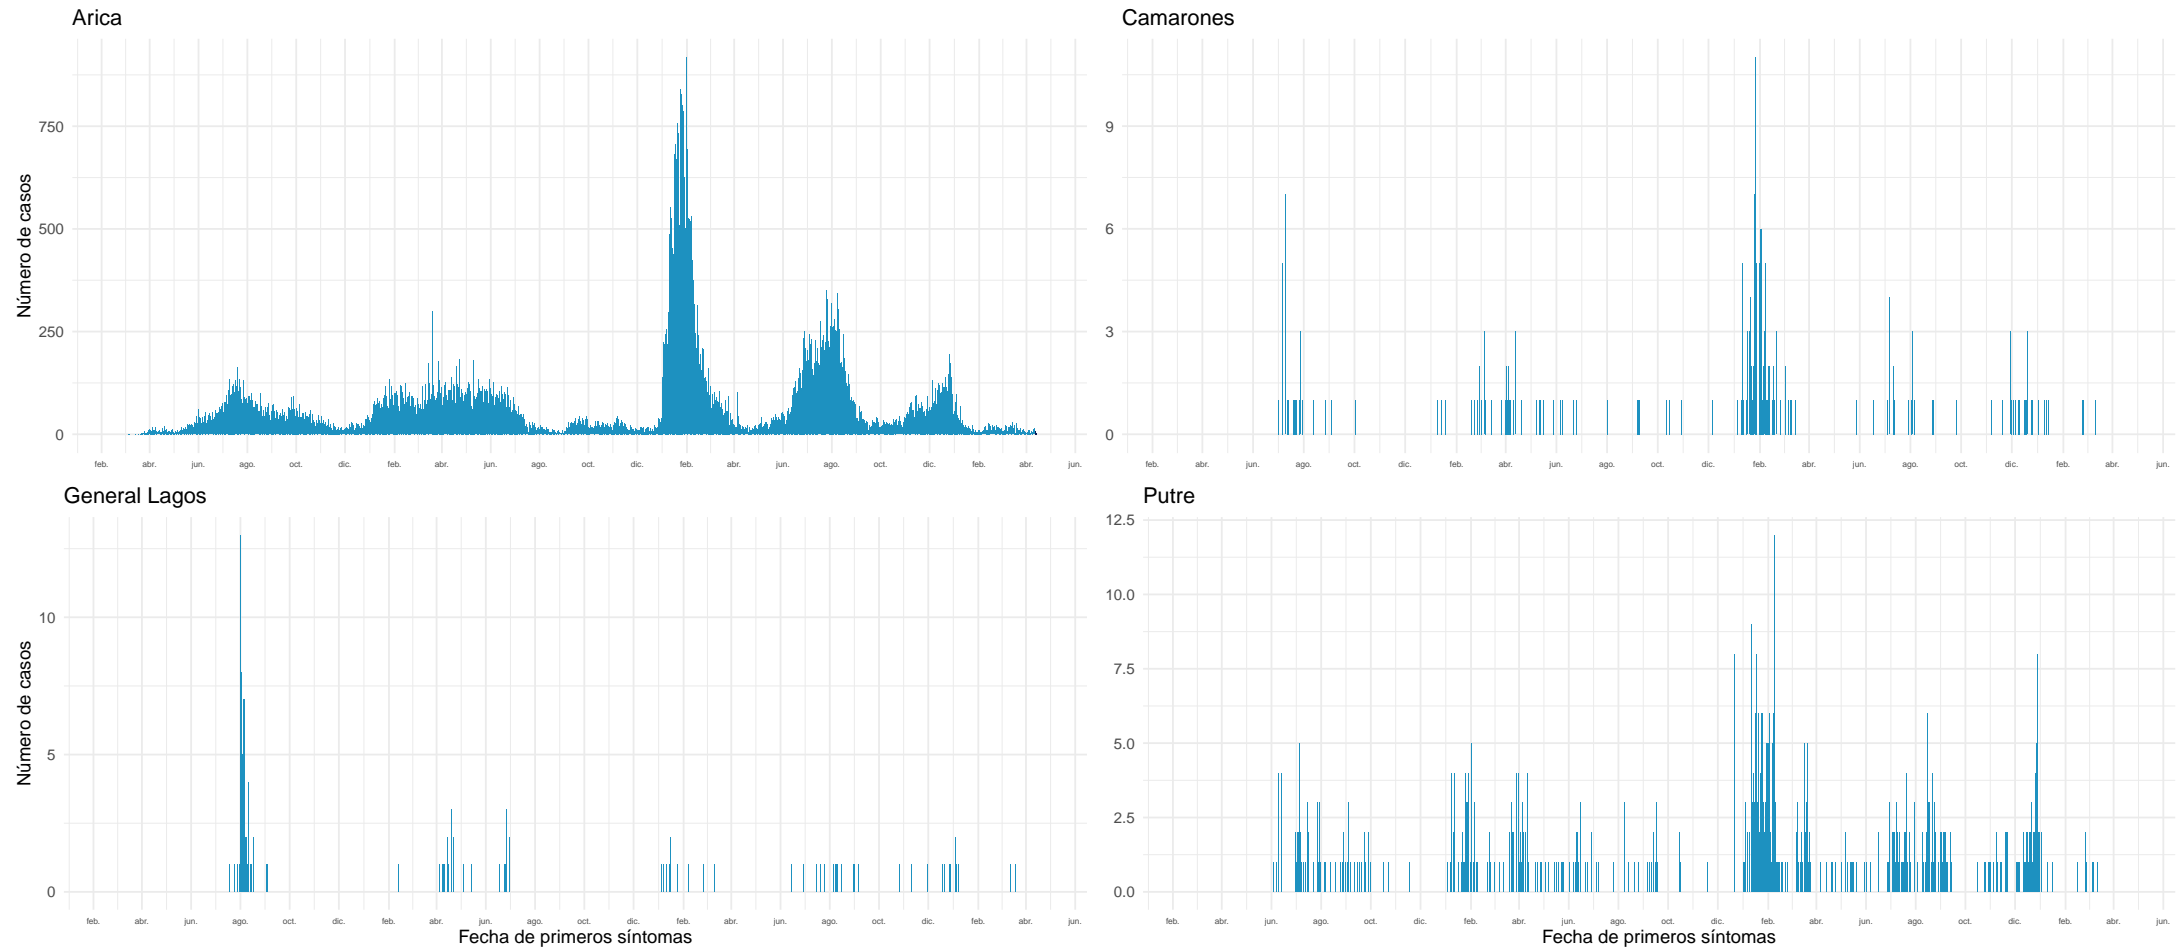 Arica
Camarones
Número de casos
750
500
250
0
feb. abr. jun. ago. oct. dic. feb. abr. jun. ago. oct. dic. feb. abr. jun. ago. oct. dic. feb. abr. jun.
9
6
3
0
feb. abr. jun. ago. oct. dic. feb. abr. jun. ago. oct. dic. feb. abr. jun. ago. oct. dic. feb. abr. jun.
General Lagos
Putre
Número de casos
10
5
0
feb. abr. jun. ago. oct. dic. feb. abr. jun. ago. oct. dic. feb. abr. jun. ago. oct. dic. feb. abr. jun.
Fecha de primeros síntomas
12.5
10.0
7.5
5.0
2.5
0.0
feb. abr. jun. ago. oct. dic. feb. abr. jun. ago. oct. dic. feb. abr. jun. ago. oct. dic. feb. abr. jun.
Fecha de primeros síntomas